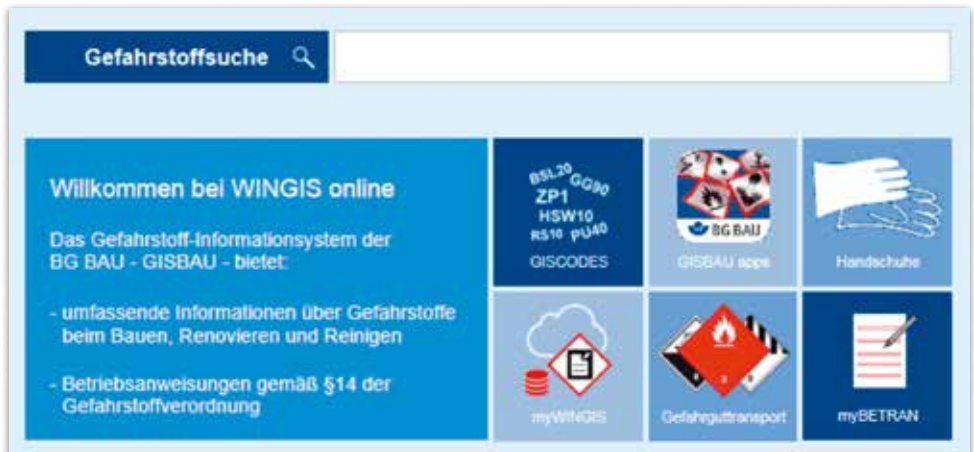 Gefahrstoffsuche
Willkommen bei WINGIS online
Das Gefahrstoff-Informationsystem der
BG BAU - GISBAU - bietet:
- umfassende Informationen über Gefahrstoffe
beim Bauen, Renovieren und Reinigen
- Betriebsanweisungen gemäß §14 der
Gefahrstoffverordnung
BSL20
GG90
ZP1
HSW10
RS10 PU40
GISCODES
BG BAU
GISBAU apps
Handschuhe
myWINGIS
Gefahrguttransport
myBETRAN